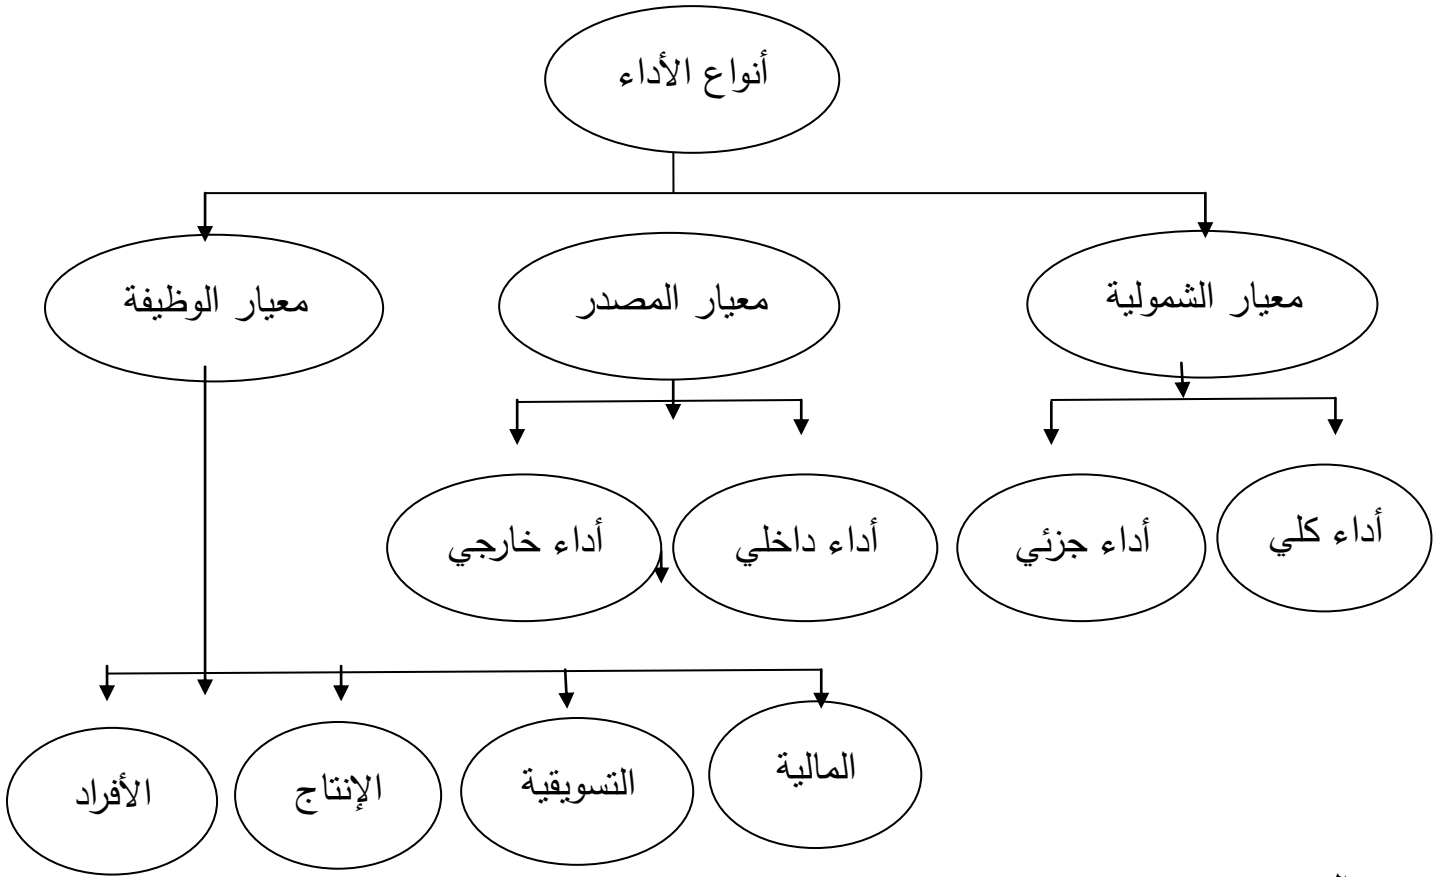 أنواع الأداء
معيار الشمولية
معيار المصدر
معيار الوظيفة
أداء كلي
أداء جزئي
أداء داخلي
أداء خارجي
المالية
التسويقية
الإنتاج
الأفراد